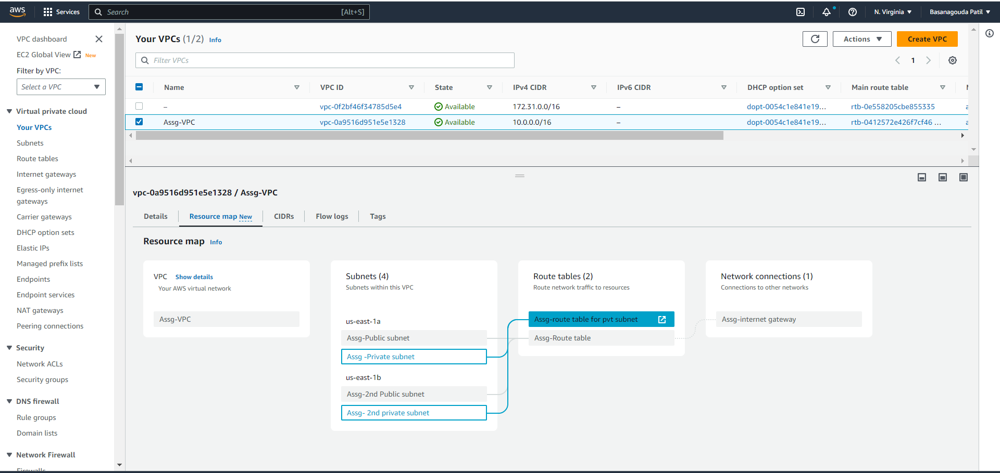 aws
Services
Search
[Alt+S]
N. Virginia
Basanagouda Patil
VPC dashboard
EC2 Global View New
Filter by VPC:
Select a VPC
Virtual private cloud
Your VPCs
Subnets
Route tables
Internet gateways
Egress-only internet
gateways
Carrier gateways
DHCP option sets
Elastic IPs
Managed prefix lists
Endpoints
Endpoint services
NAT gateways
Peering connections
Security
Network ACLs
Security groups
DNS firewall
Rule groups
Domain lists
Network Firewall
Firewalls
Your VPCs (1/2) Info
Actions
Create VPC
Filter VPCs
1
Name VPC ID State IPv4 CIDR IPv6 CIDR DHCP option set Main route table
– vpc-0f2bf46f34785d5e4 Available 172.31.0.0/16 – dopt-0054c1e841e19... rtb-0e558205cbe855335
Assg-VPC vpc-0a9516d951e5e1328 Available 10.0.0.0/16 – dopt-0054c1e841e19... rtb-0412572e426f7cf46 ...
vpc-0a9516d951e5e1328 / Assg-VPC
Details
Resource map New
CIDRs
Flow logs
Tags
Resource map Info
VPC Show details
Your AWS virtual network
Assg-VPC
Subnets (4)
Subnets within this VPC
us-east-1a
Assg-Public subnet
Assg -Private subnet
us-east-1b
Assg-2nd Public subnet
Assg- 2nd private subnet
Route tables (2)
Route network traffic to resources
Assg-route table for pvt subnet
Assg-Route table
Network connections (1)
Connections to other networks
Assg-internet gateway